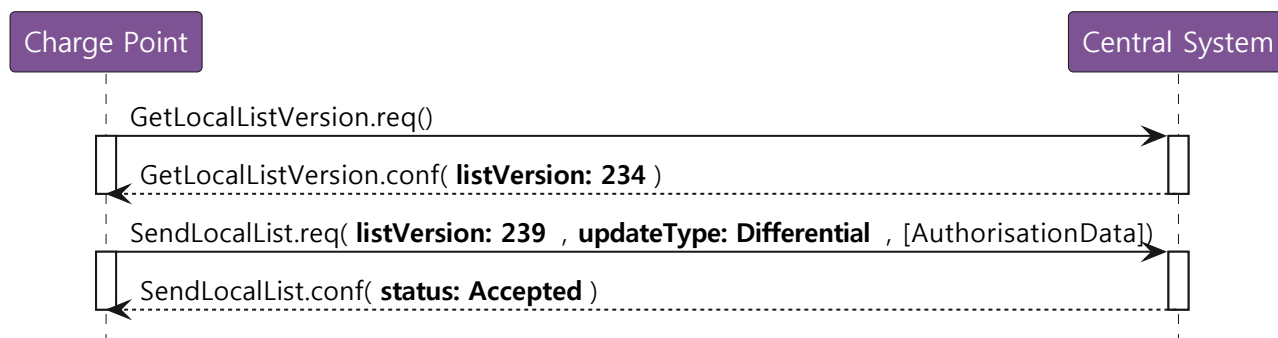 Charge Point Central System
GetLocalListVersion.req()
GetLocalListVersion.conf( listVersion: 234 )
SendLocalList.req( listVersion: 239 , updateType: Differential , [AuthorisationData])
SendLocalList.conf( status: Accepted )